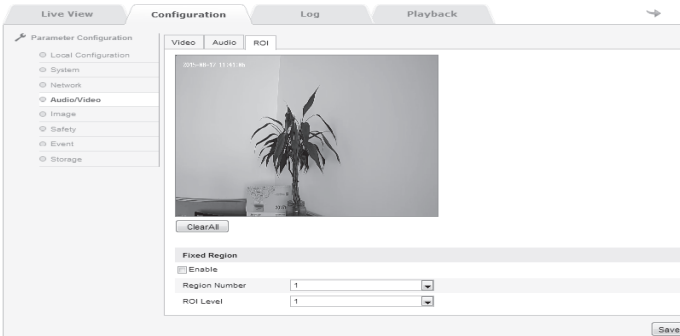 Live View Configuration Log Playback
Parameter Configuration
Local Configuration
System
Network
Audio/Video
Image
Safety
Event
Storage
Video Audio ROI
ClearAll
Fixed Region
Enable
Region Number 1
ROI Level 1
Save